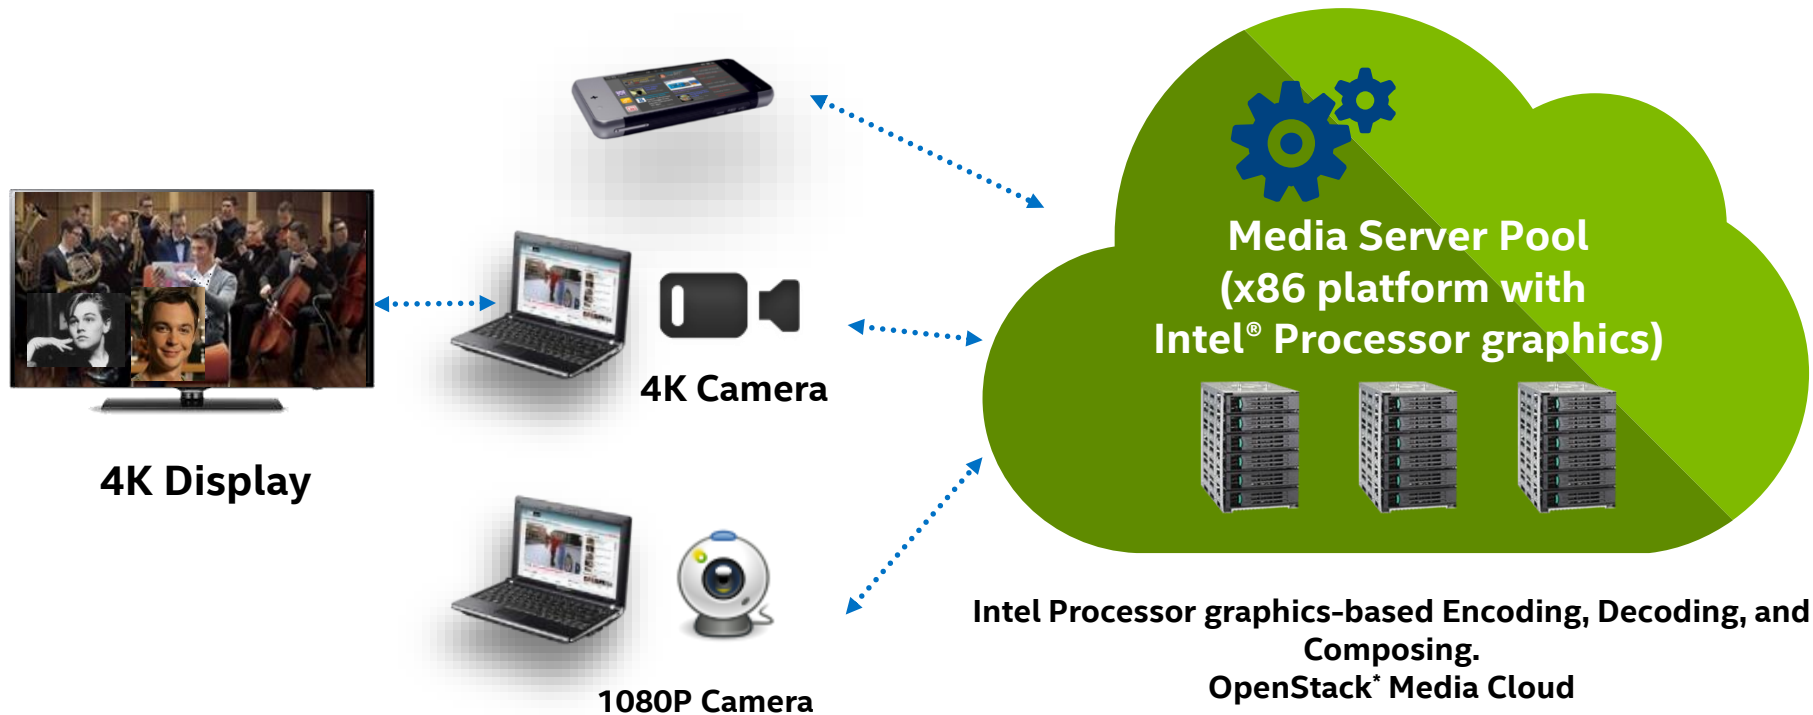 Media Server Pool
(x86 platform with
Intel® Processor graphics)
4K Camera
4K Display
1080P Camera
Intel Processor graphics-based Encoding, Decoding, and
Composing.
OpenStack* Media Cloud